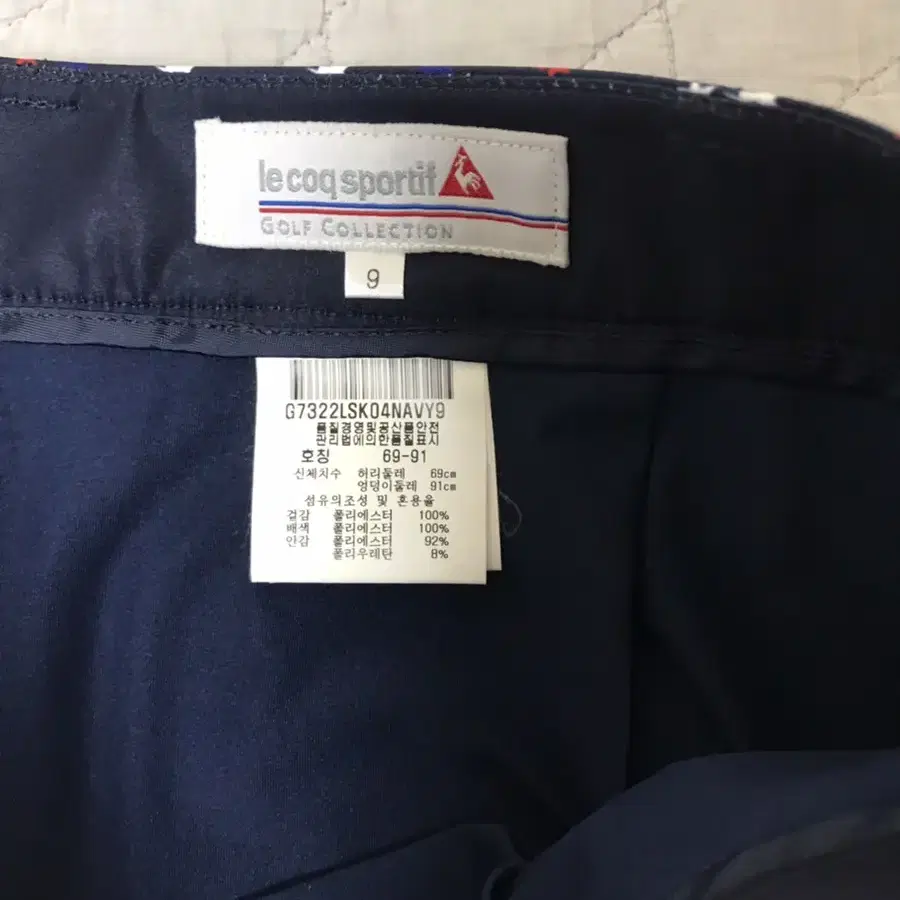 le coq sportif
GOLF COLLECTION
9
G7322LSK04NAVY9
품질경영및공산품안전
관리법에의한품질표시
호칭 69-91
신체치수 허리둘레 69cm
엉덩이둘레 91cm
섬유의조성 및 혼용율
겉감 폴리에스터 100%
배색 폴리에스터 100%
안감 폴리에스터 92%
폴리우레탄 8%